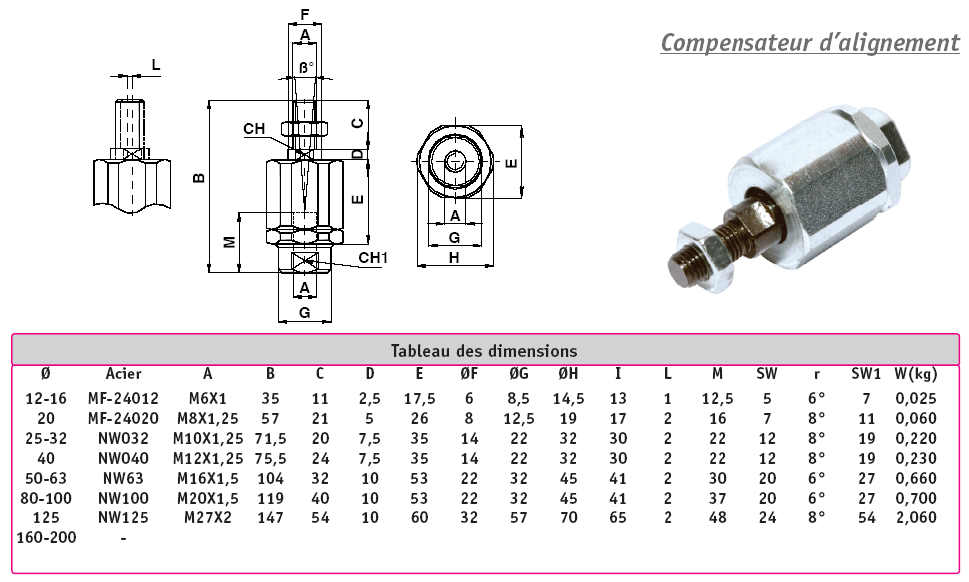 Compensateur d’alignement
F
A
ß°
L
CH
C
D
B
E
M
CH1
A
G
E
A
G
H
Tableau des dimensions
Ø Acier A B C D E ØF ØG ØH I L M SW r SW1 W(kg)
12-16 MF-24012 M6X1 35 11 2,5 17,5 6 8,5 14,5 13 1 12,5 5 6° 7 0,025
20 MF-24020 M8X1,25 57 21 5 26 8 12,5 19 17 2 16 7 8° 11 0,060
25-32 NW032 M10X1,25 71,5 20 7,5 35 14 22 32 30 2 22 12 8° 19 0,220
40 NW040 M12X1,25 75,5 24 7,5 35 14 22 32 30 2 22 12 8° 19 0,230
50-63 NW63 M16X1,5 104 32 10 53 22 32 45 41 2 30 20 6° 27 0,660
80-100 NW100 M20X1,5 119 40 10 53 22 32 45 41 2 37 20 6° 27 0,700
125 NW125 M27X2 147 54 10 60 32 57 70 65 2 48 24 8° 54 2,060
160-200 -